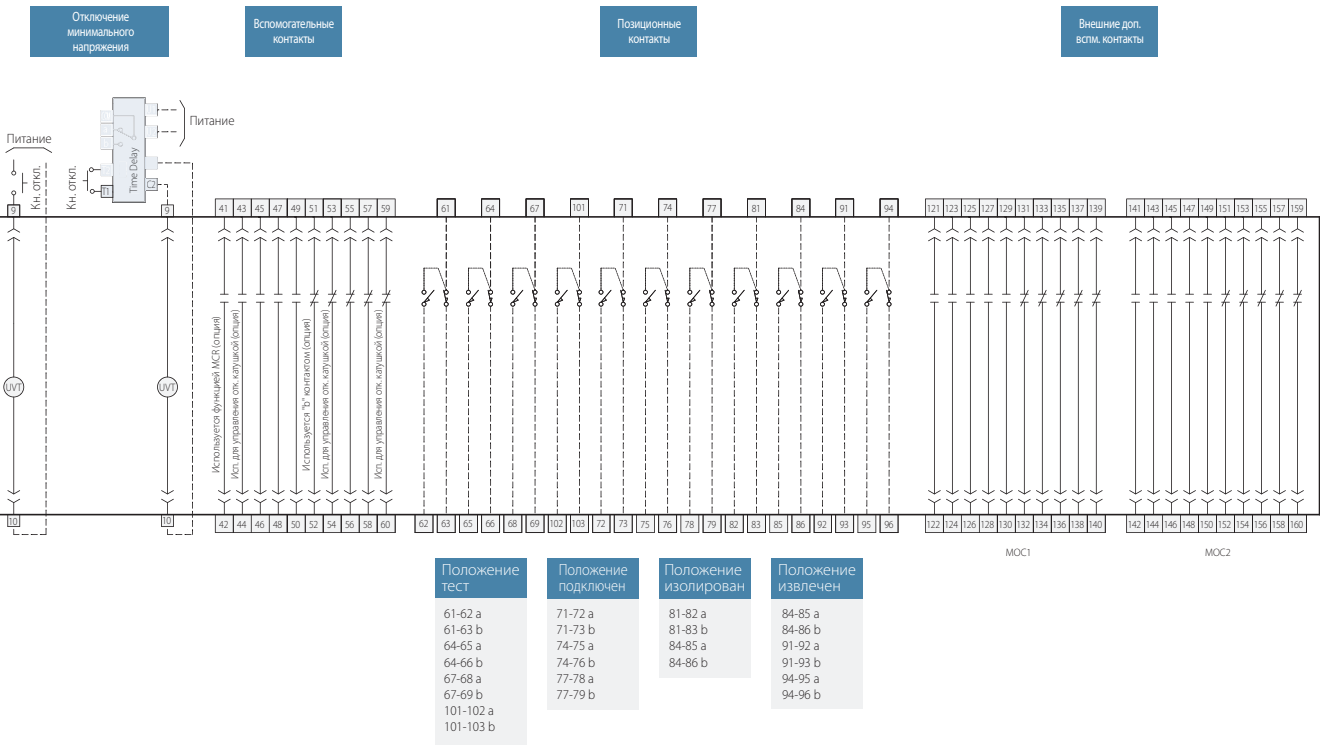 Отключение
минимального
напряжения
Вспомогательные
контакты
Позиционные
контакты
Внешние доп.
вспм. контакты
Питание
Кн. откл.
Кн. откл.
Time Delay
Питание
9
9
41 43 45 47 49 51 53 55 57 59
61 64 67 101 71 74 77 81 84 91 94
121 123 125 127 129 131 133 135 137 139
141 143 145 147 149 151 153 155 157 159
UVT
UVT
Используется функцией MCR (опция)
Исп. для управления отк. катушкой (опция)
Используется "b" контактом (опция)
Исп. для управления отк. катушкой (опция)
Исп. для управления отк. катушкой (опция)
10
10
42 44 46 48 50 52 54 56 58 60
62 63 65 66 68 69 102 103 72 73 75 76 78 79 82 83 85 86 92 93 95 96
122 124 126 128 130 132 134 136 138 140
142 144 146 148 150 152 154 156 158 160
MOC1
MOC2
Положение
тест
61-62 a
61-63 b
64-65 a
64-66 b
67-68 a
67-69 b
101-102 a
101-103 b
Положение
подключен
71-72 a
71-73 b
74-75 a
74-76 b
77-78 a
77-79 b
Положение
изолирован
81-82 a
81-83 b
84-85 a
84-86 b
Положение
извлечен
84-85 a
84-86 b
91-92 a
91-93 b
94-95 a
94-96 b